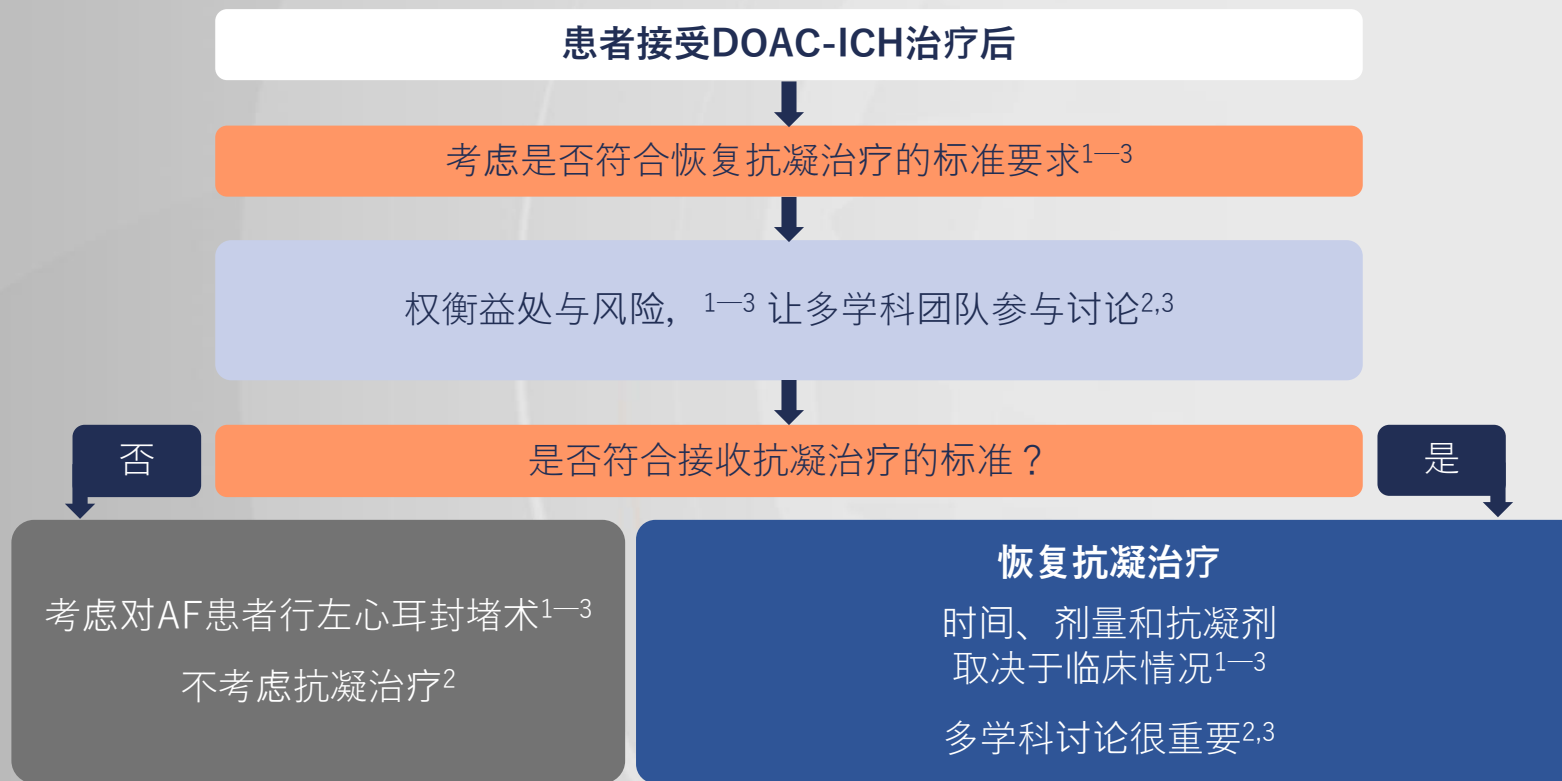 患者接受DOAC-ICH治疗后
考虑是否符合恢复抗凝治疗的标准要求1—3
权衡益处与风险， 1—3 让多学科团队参与讨论2,3
否
是否符合接收抗凝治疗的标准？
是
考虑对AF患者行左心耳封堵术1—3
不考虑抗凝治疗2
恢复抗凝治疗
时间、剂量和抗凝剂
取决于临床情况1—3
多学科讨论很重要2,3